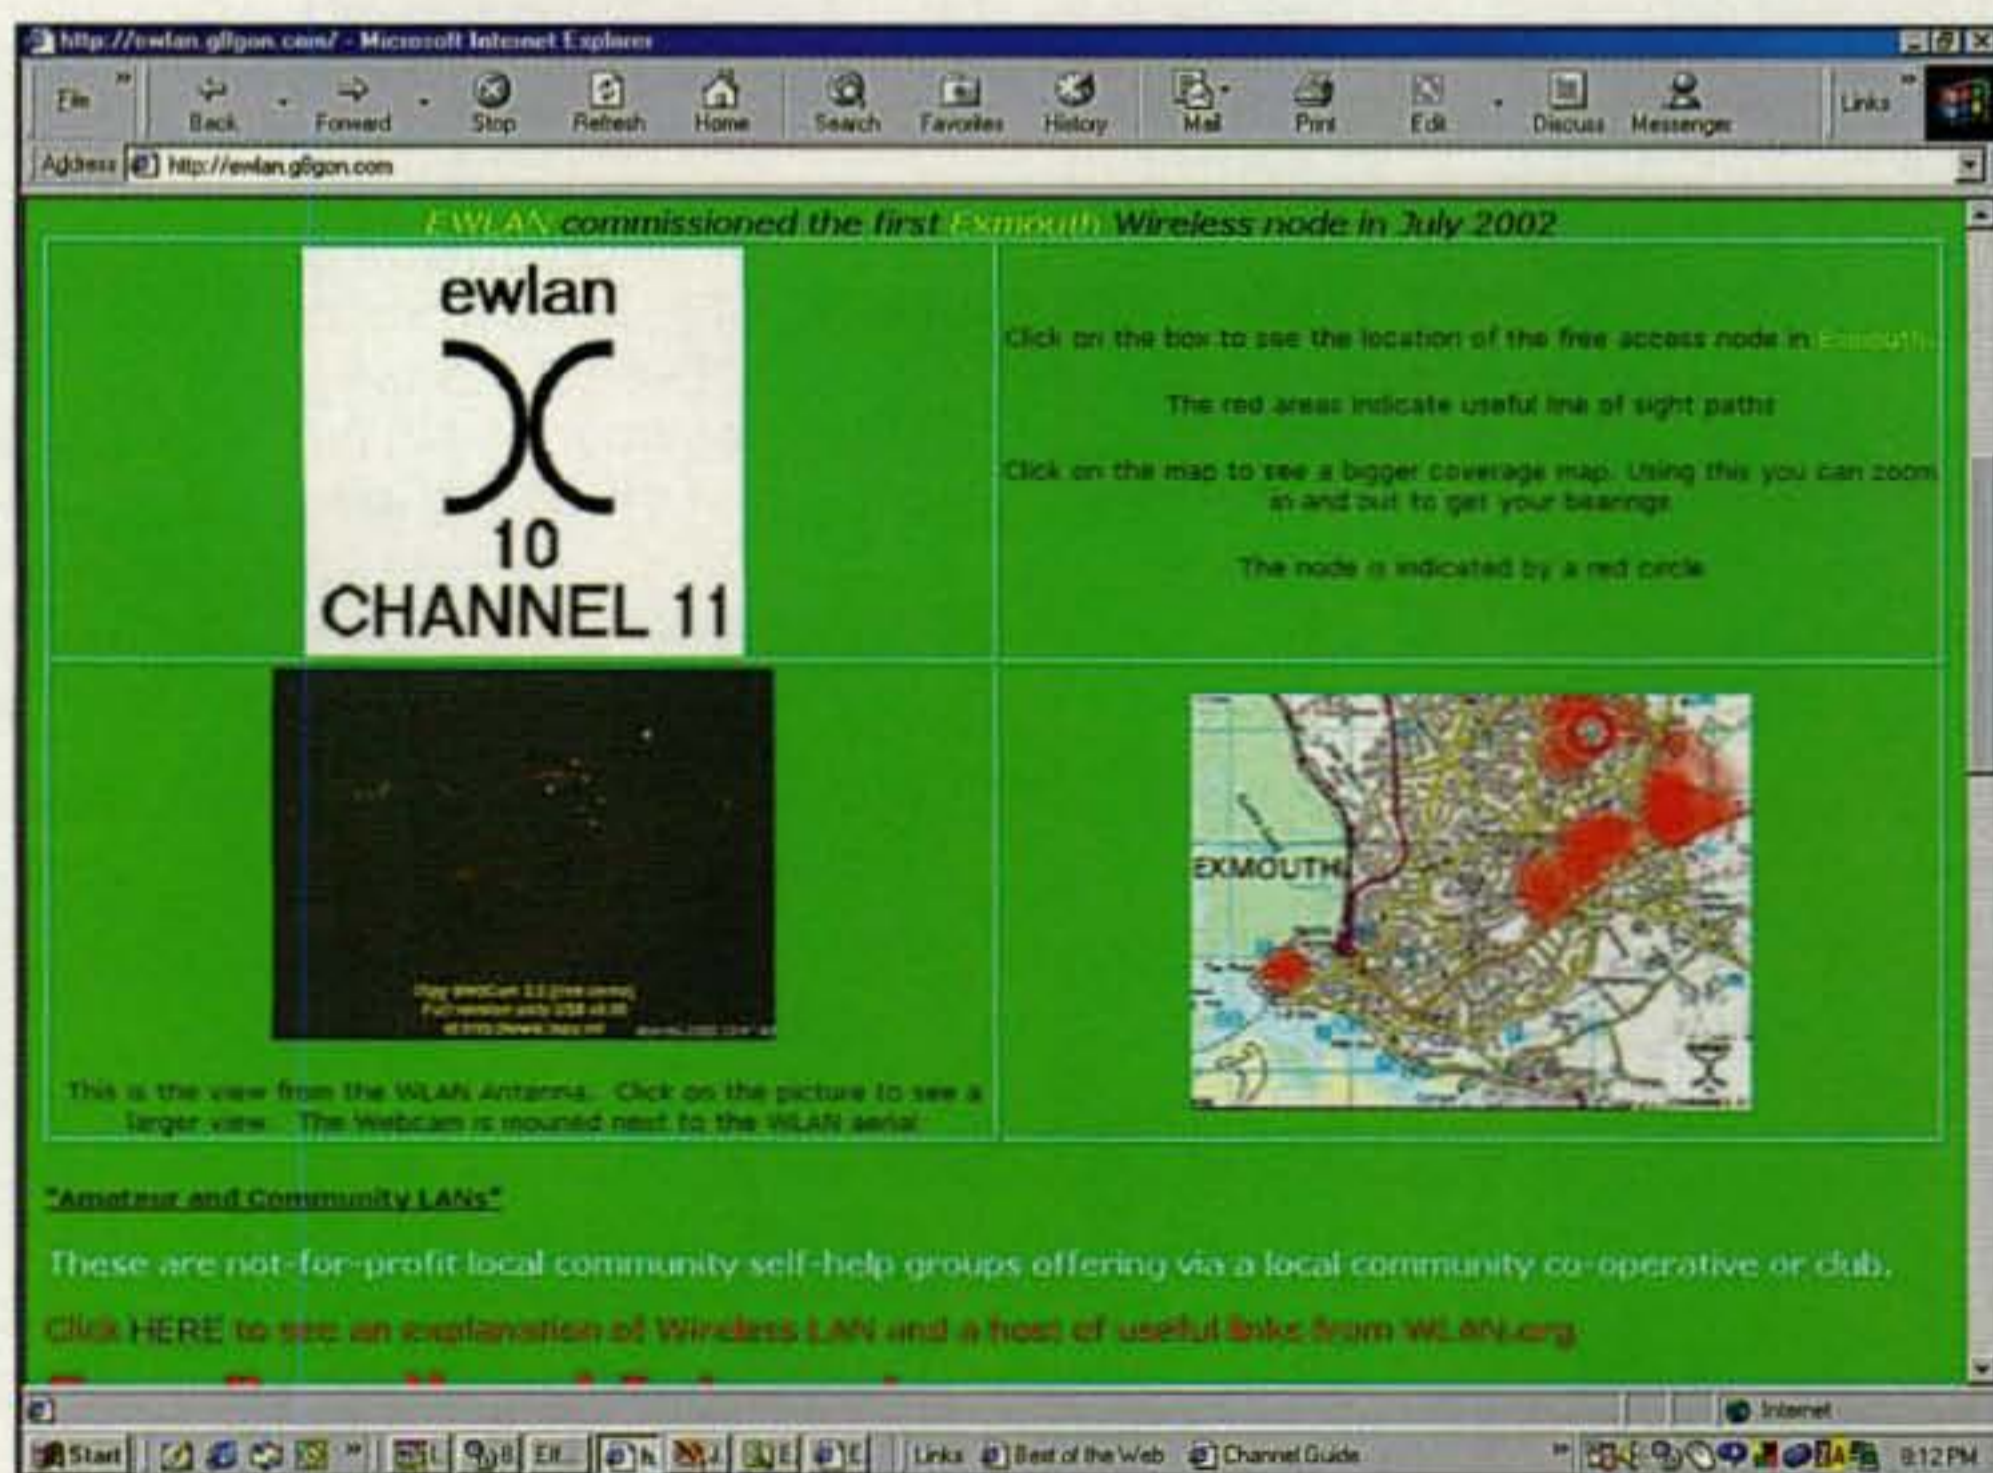 http://ewlan.g8gon.com/ - Microsoft Internet Explorer
File
Back
Forward
Stop
Refresh
Home
Search
Favorites
History
Mail
Print
Edit
Discuss
Messenger
Links
Address
http://ewlan.g8gon.com
EWLAN commissioned the first Exmouth Wireless node in July 2002
ewlan
10
CHANNEL 11
Click on the box to see the location of the free access node in Exmouth.
The red areas indicate useful line of sight paths
Click on the map to see a bigger coverage map. Using this you can zoom
in and out to get your bearings
The node is indicated by a red circle
EXMOUTH
This is the view from the WLAN Antenna. Click on the picture to see a
larger view. The Webcam is mouned next to the WLAN aerial
"Amateur and Community LANs"
These are not-for-profit local community self-help groups offering via a local community co-operative or club.
Click HERE to see an explanation of Wireless LAN and a host of useful links from WLAN.org
Internet
Start
Links
Best of the Web
Channel Guide
8:12 PM